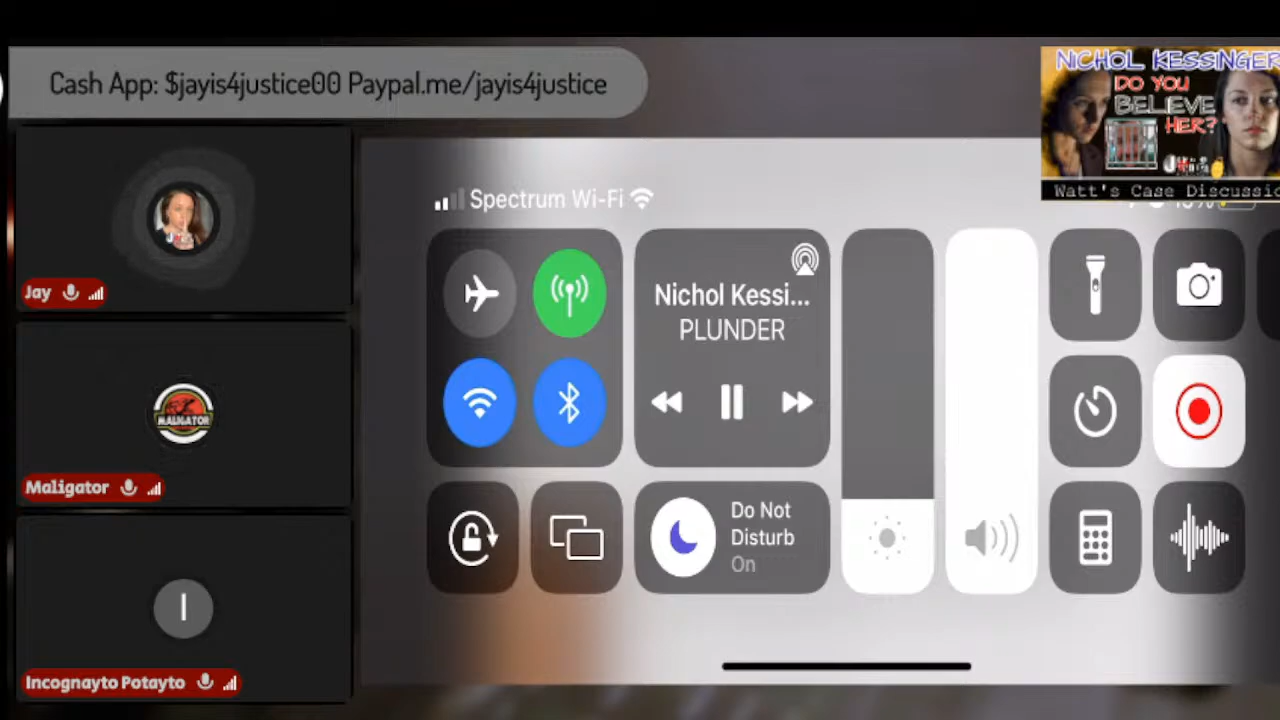 Cash App: $jayis4justice00 Paypal.me/jayis4justice
NICHOL KESSINGER
DO YOU
BELIEVE
HER?
Watt's Case Discussio
Jay
Spectrum Wi-Fi
Nichol Kessi...
PLUNDER
MALIGATOR
Maligator
Do Not
Disturb
On
I
Incognayto Potayto